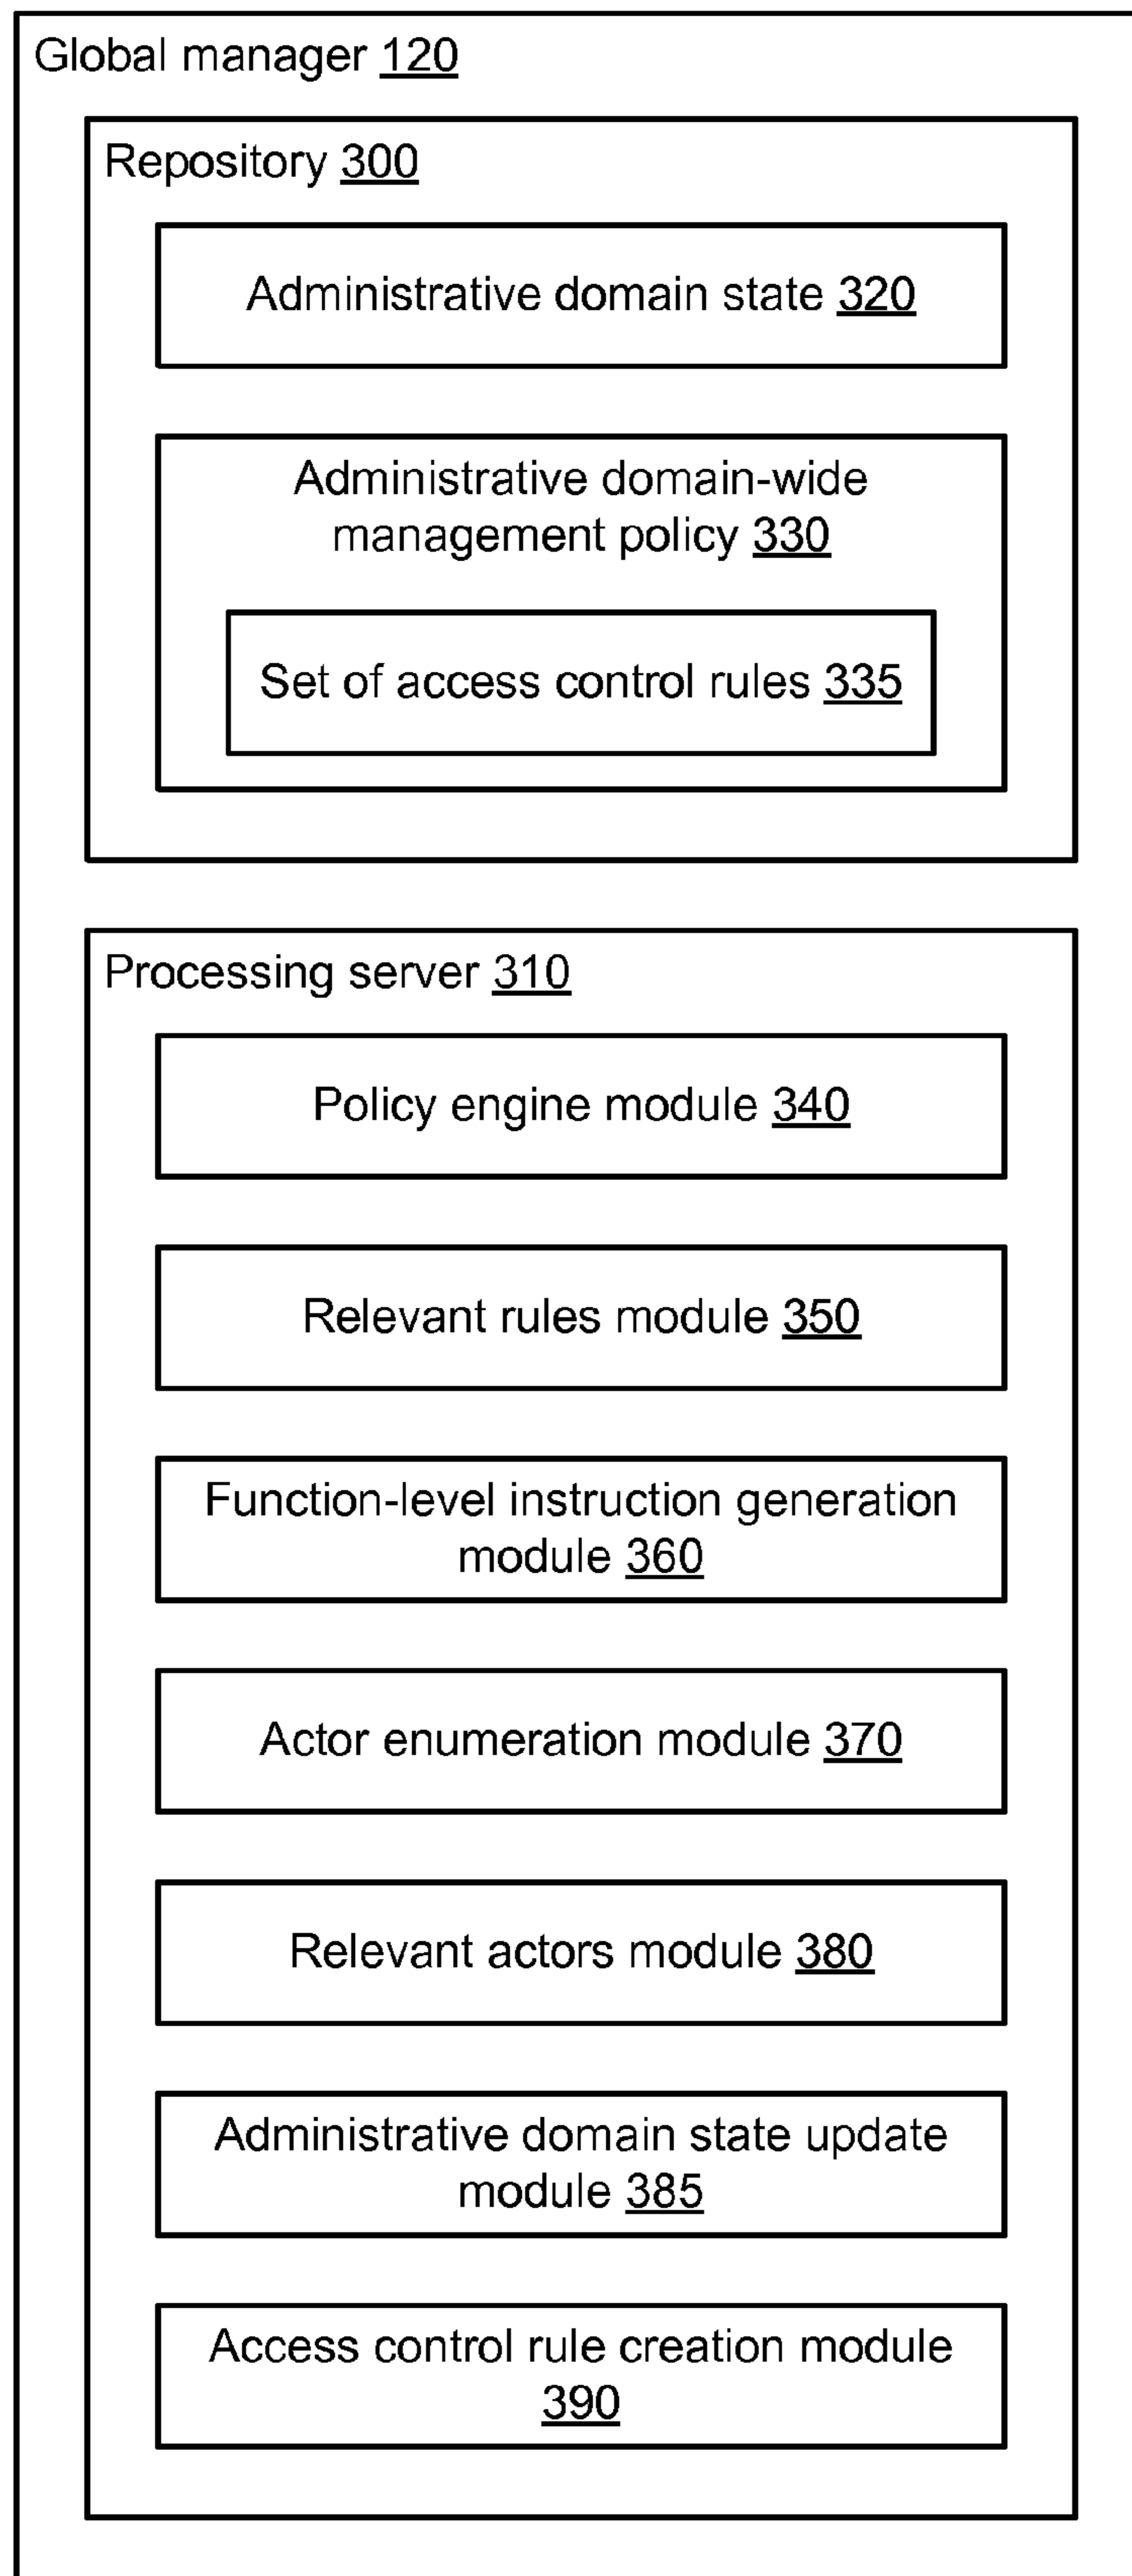 Global manager 120
Repository 300
Administrative domain state 320
Administrative domain-wide
management policy 330
Set of access control rules 335
Processing server 310
Policy engine module 340
Relevant rules module 350
Function-level instruction generation
module 360
Actor enumeration module 370
Relevant actors module 380
Administrative domain state update
module 385
Access control rule creation module
390